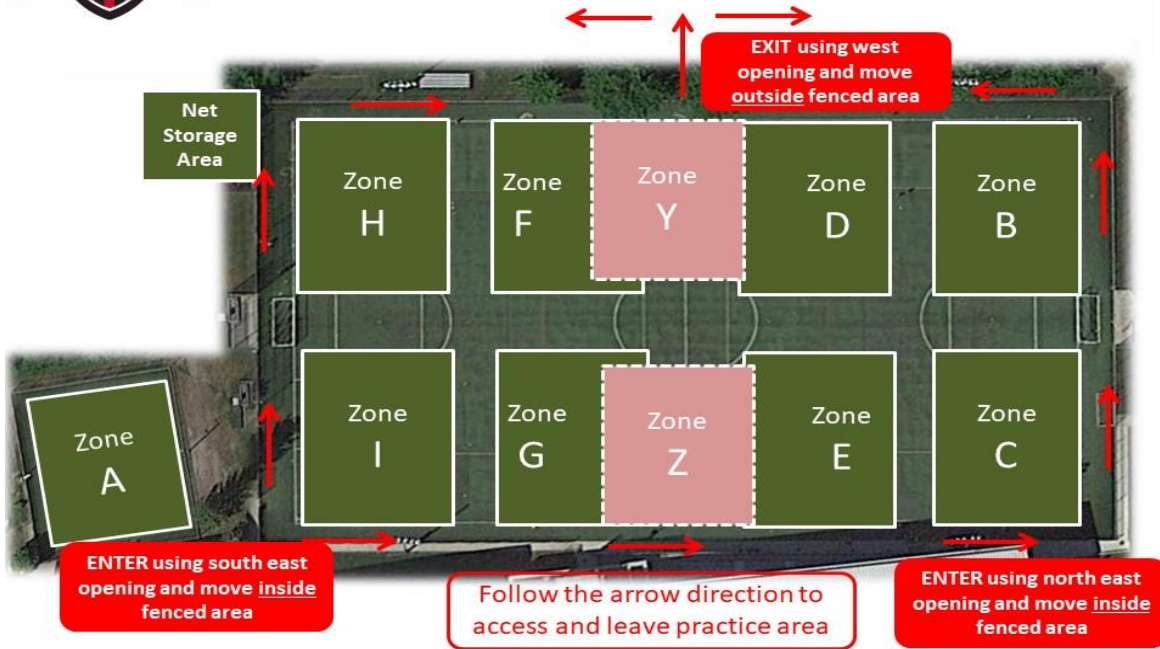 EXIT using west
opening and move
outside fenced area
Net
Storage
Area
Zone
H
Zone
F
Zone
Y
Zone
D
Zone
B
Zone
A
Zone
I
Zone
G
Zone
Z
Zone
E
Zone
C
ENTER using south east
opening and move inside
fenced area
Follow the arrow direction to
access and leave practice area
ENTER using north east
opening and move inside
fenced area